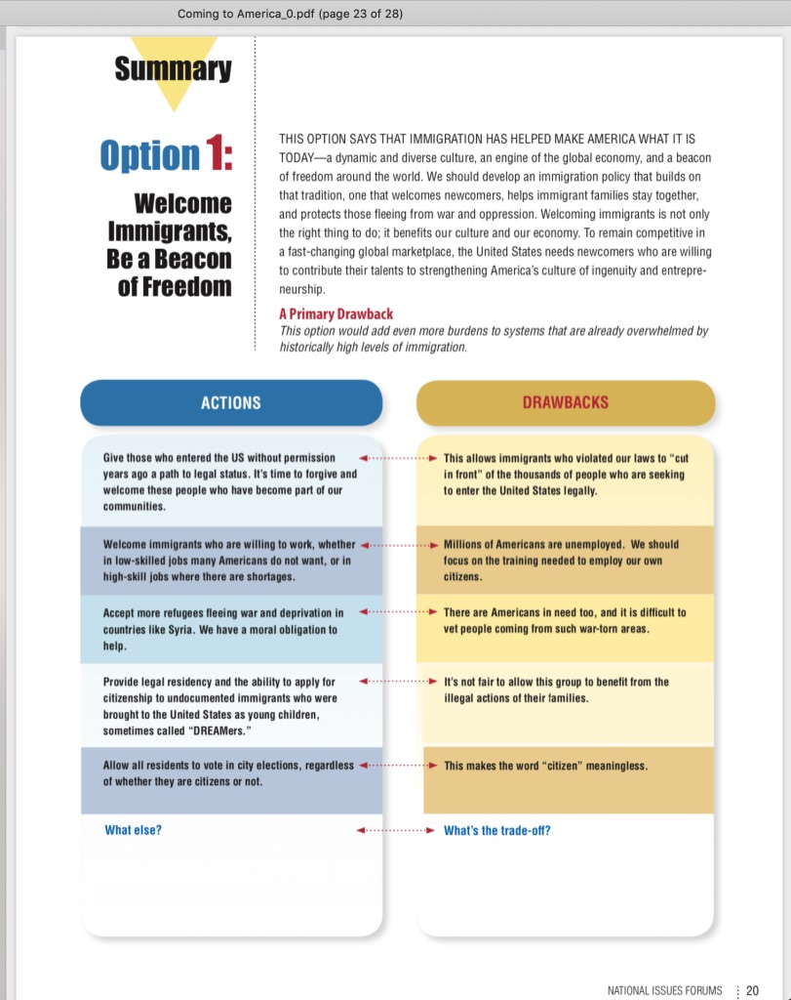 Coming to America_0.pdf (page 23 of 28)
Summary
Option 1:
Welcome
Immigrants,
Be a Beacon
of Freedom
THIS OPTION SAYS THAT IMMIGRATION HAS HELPED MAKE AMERICA WHAT IT IS
TODAY—a dynamic and diverse culture, an engine of the global economy, and a beacon
of freedom around the world. We should develop an immigration policy that builds on
that tradition, one that welcomes newcomers, helps immigrant families stay together,
and protects those fleeing from war and oppression. Welcoming immigrants is not only
the right thing to do; it benefits our culture and our economy. To remain competitive in
a fast-changing global marketplace, the United States needs newcomers who are willing
to contribute their talents to strengthening America's culture of ingenuity and entrepre-
neurship.
A Primary Drawback
This option would add even more burdens to systems that are already overwhelmed by
historically high levels of immigration.
ACTIONS
DRAWBACKS
Give those who entered the US without permission
years ago a path to legal status. It's time to forgive and
welcome these people who have become part of our
communities.
This allows immigrants who violated our laws to "cut
in front" of the thousands of people who are seeking
to enter the United States legally.
Welcome immigrants who are willing to work, whether
in low-skilled jobs many Americans do not want, or in
high-skill jobs where there are shortages.
Millions of Americans are unemployed. We should
focus on the training needed to employ our own
citizens.
Accept more refugees fleeing war and deprivation in
countries like Syria. We have a moral obligation to
help.
There are Americans in need too, and it is difficult to
vet people coming from such war-torn areas.
Provide legal residency and the ability to apply for
citizenship to undocumented immigrants who were
brought to the United States as young children,
sometimes called "DREAMers."
It's not fair to allow this group to benefit from the
illegal actions of their families.
Allow all residents to vote in city elections, regardless
of whether they are citizens or not.
This makes the word "citizen" meaningless.
What else?
What's the trade-off?
NATIONAL ISSUES FORUMS 20